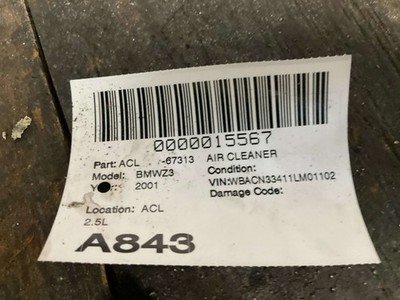 0000015567
Part: ACL -67313 AIR CLEANER
Model: BMWZ3 Condition:
2001 VIN:WBACN33411LM01102
Damage Code:
Location: ACL
2.5L
A843